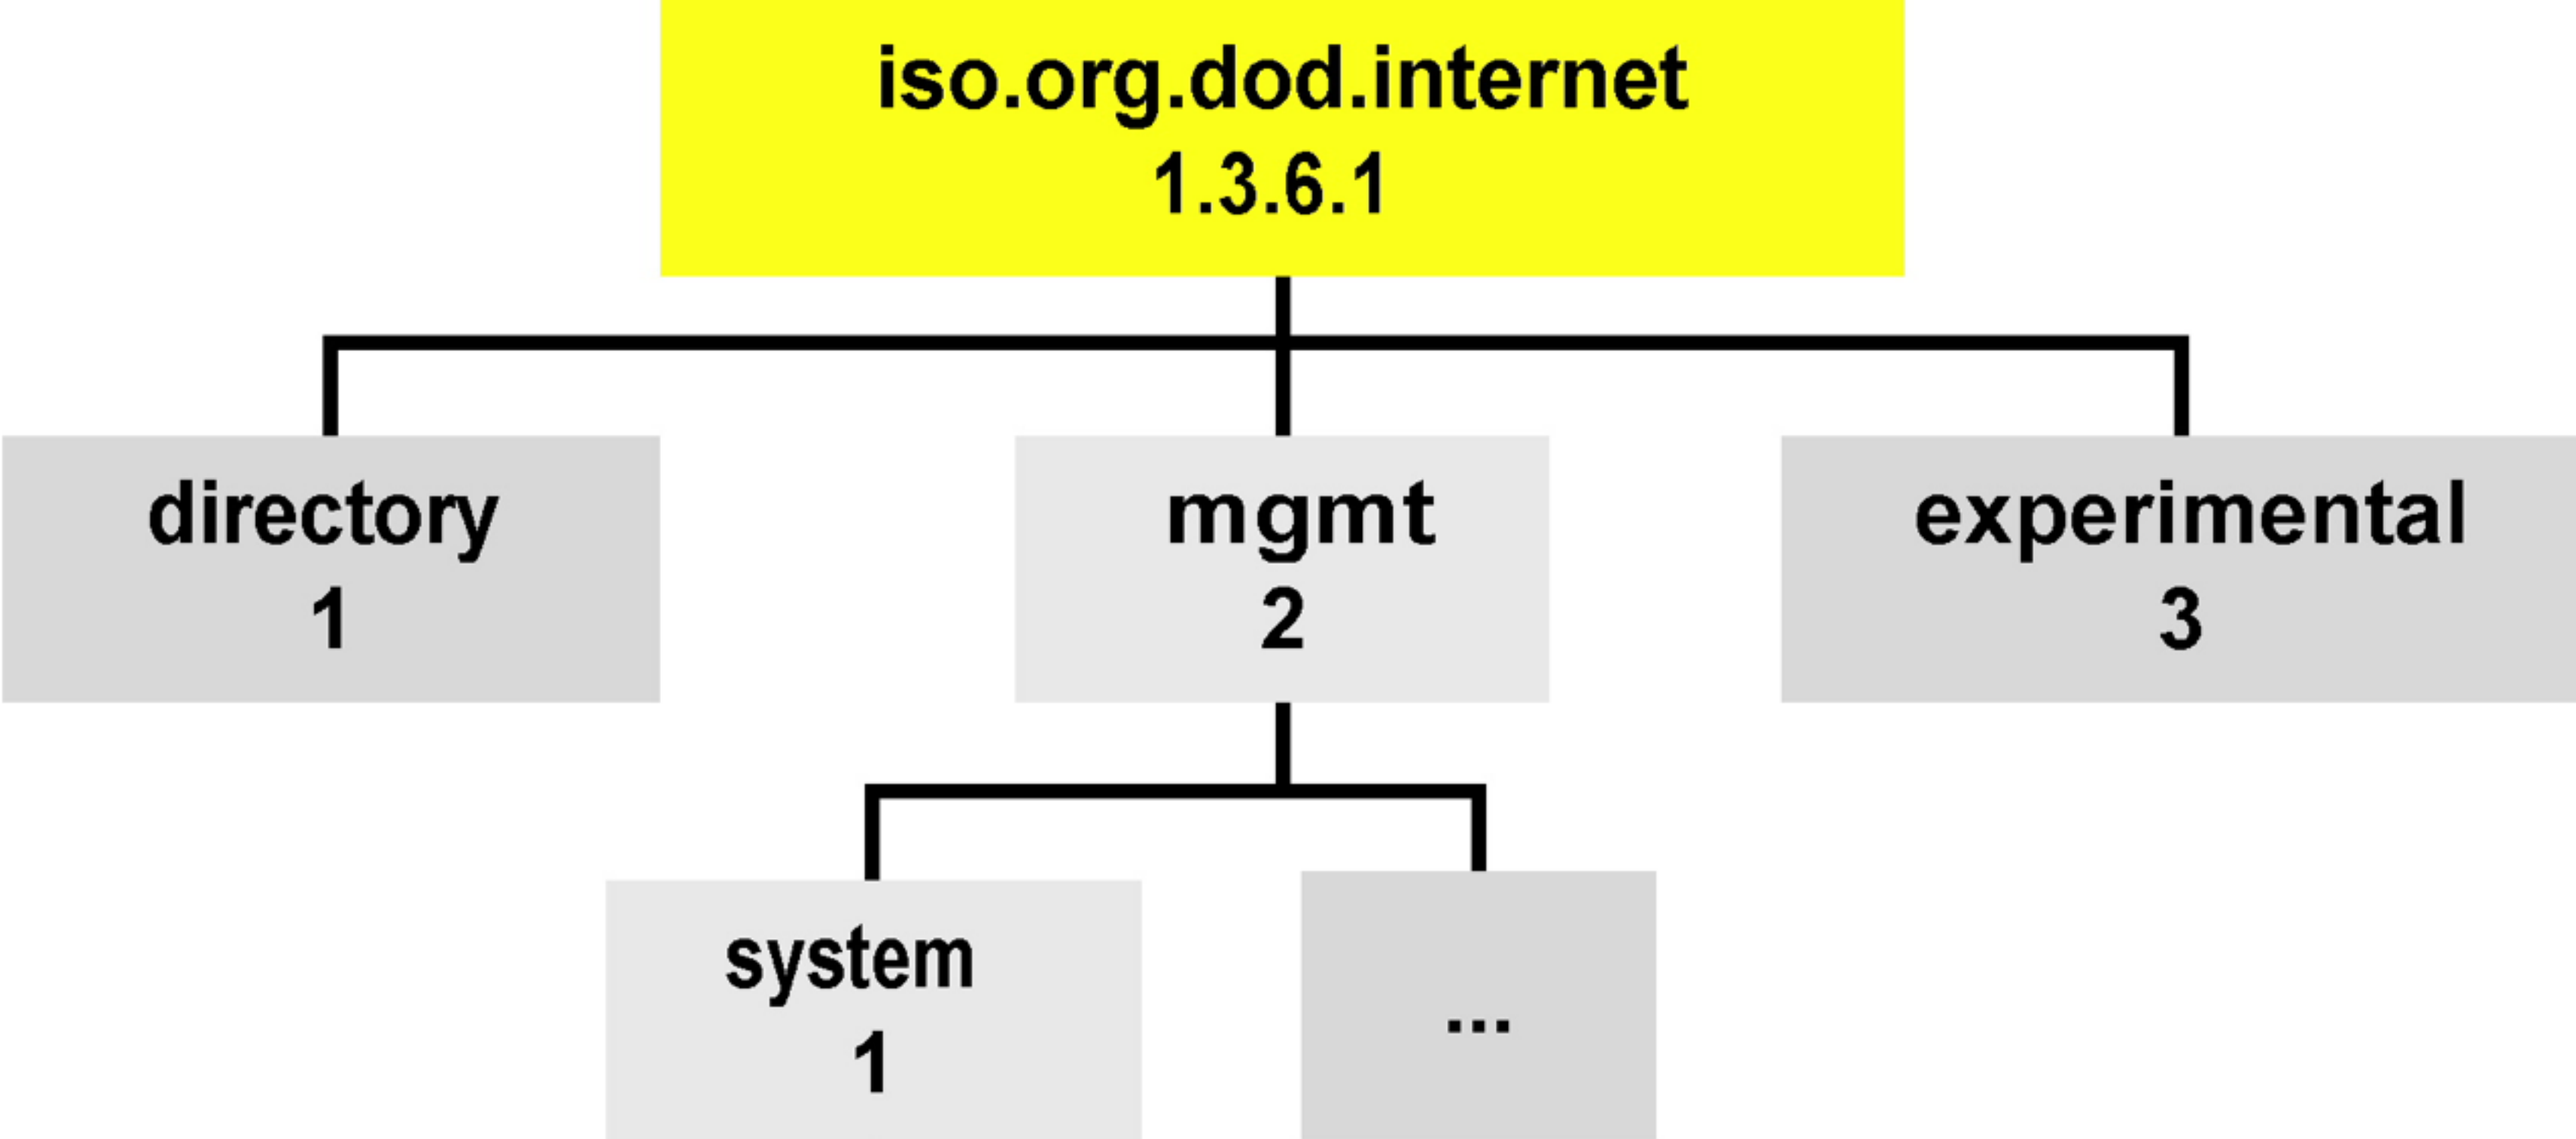 iso.org.dod.internet
1.3.6.1
directory
1
mgmt
2
experimental
3
system
1
...